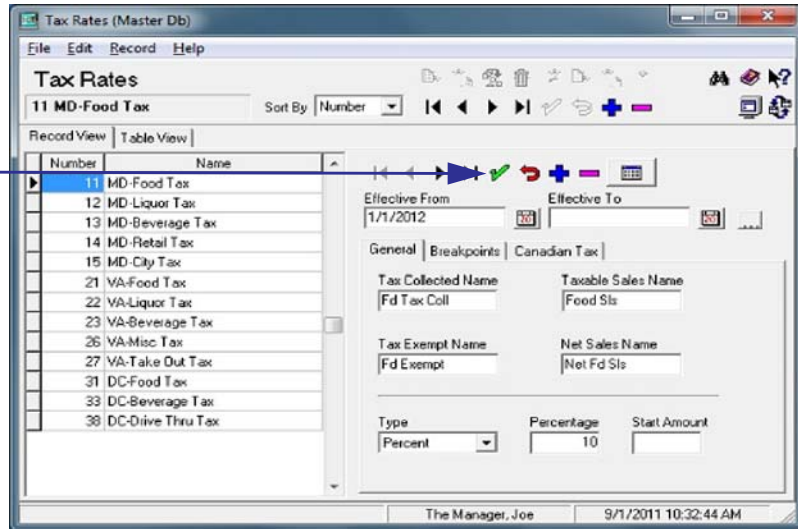 Tax Rates (Master Db)
File Edit Record Help
Tax Rates
11 MD-Food Tax Sort By Number
Record View Table View
Number Name
11 MD-Food Tax
12 MD-Liquor Tax
13 MD-Beverage Tax
14 MD-Retail Tax
15 MD-City Tax
21 VA-Food Tax
22 VA-Liquor Tax
23 VA-Beverage Tax
26 VA-Misc Tax
27 VA-Take Out Tax
31 DC-Food Tax
33 DC-Beverage Tax
38 DC-Drive Thru Tax
Effective From Effective To
1/1/2012
General Breakpoints Canadian Tax
Tax Collected Name Taxable Sales Name
Fd Tax Coll Food Sls
Tax Exempt Name Net Sales Name
Fd Exempt Net Fd Sls
Type Percentage Start Amount
Percent 10
The Manager, Joe 9/1/2011 10:32:44 AM